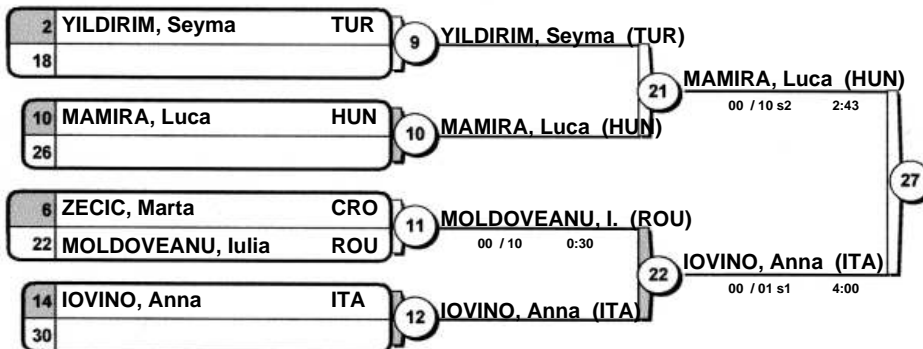 2 YILDIRIM, Seyma TUR
18
9 YILDIRIM, Seyma (TUR)
21 MAMIRA, Luca (HUN)
00 / 10 s2 2:43
10 MAMIRA, Luca HUN
26
10 MAMIRA, Luca (HUN)
27
6 ZECIC, Marta CRO
22 MOLDOVEANU, Iulia ROU
11 MOLDOVEANU, I. (ROU)
00 / 10 0:30
22 IOVINO, Anna (ITA)
00 / 01 s1 4:00
14 IOVINO, Anna ITA
30
12 IOVINO, Anna (ITA)